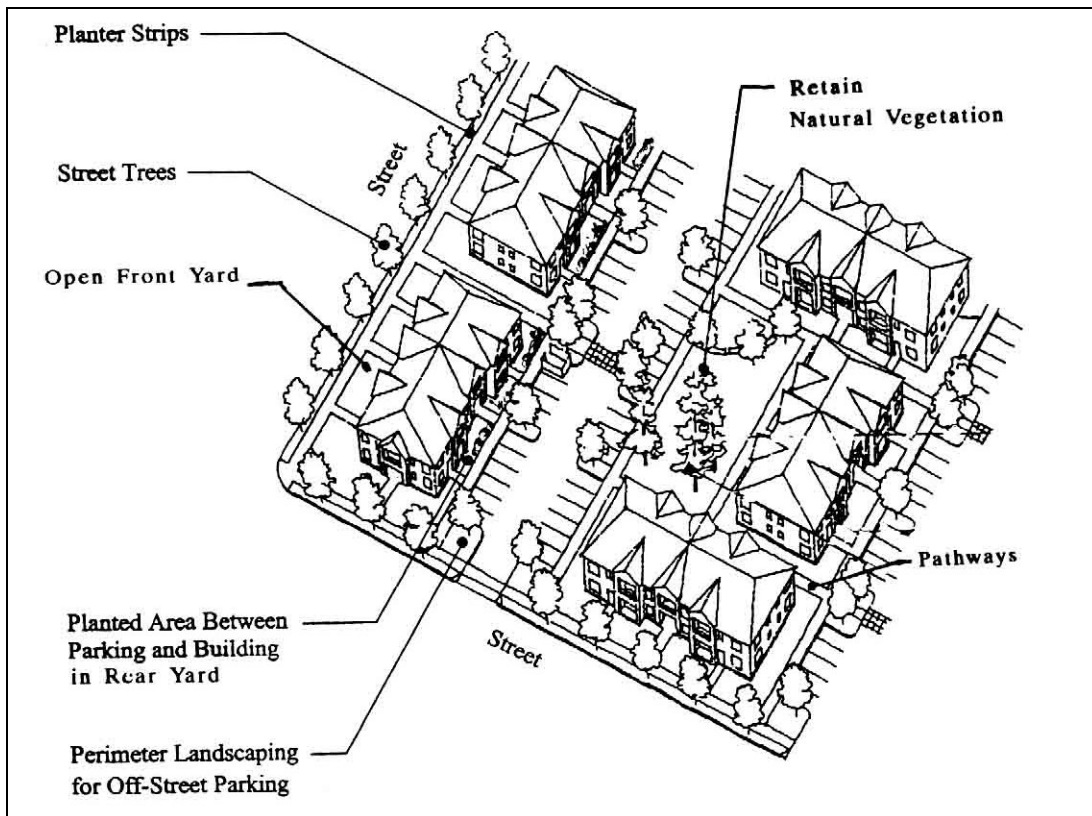 Planter Strips
Street Trees
Open Front Yard
Street
Retain
Natural Vegetation
Pathways
Street
Planted Area Between
Parking and Building
in Rear Yard
Perimeter Landscaping
for Off-Street Parking